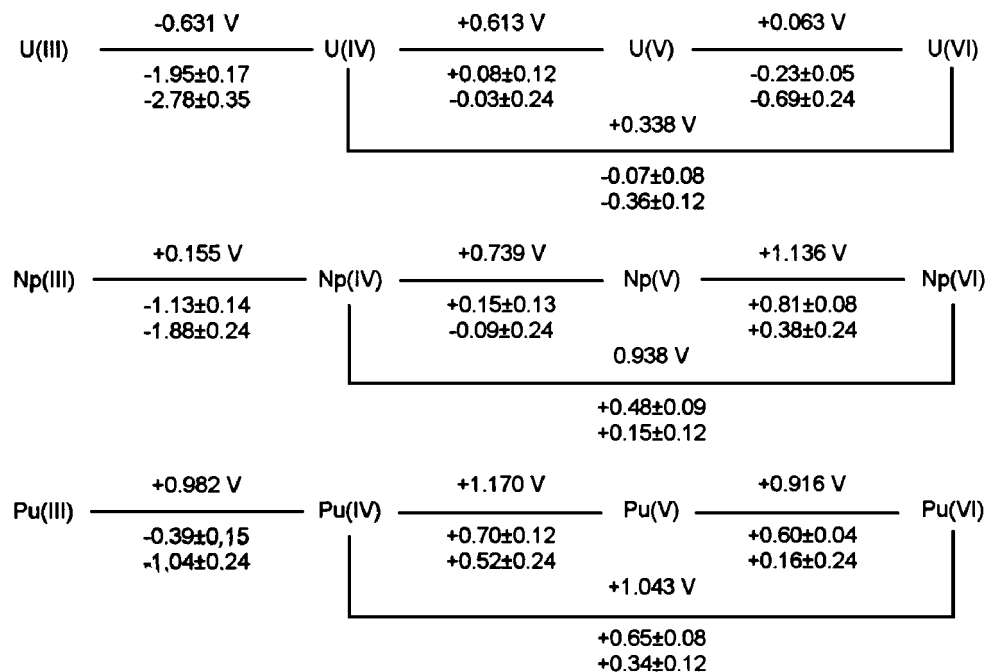 -0.631 V +0.613 V +0.063 V
U(III) U(IV) U(V) U(VI)
-1.95±0.17 +0.08±0.12 -0.23±0.05
-2.78±0.35 -0.03±0.24 -0.69±0.24
+0.338 V
-0.07±0.08
-0.36±0.12
+0.155 V +0.739 V +1.136 V
Np(III) Np(IV) Np(V) Np(VI)
-1.13±0.14 +0.15±0.13 +0.81±0.08
-1.88±0.24 -0.09±0.24 +0.38±0.24
0.938 V
+0.48±0.09
+0.15±0.12
+0.982 V +1.170 V +0.916 V
Pu(III) Pu(IV) Pu(V) Pu(VI)
-0.39±0,15 +0.70±0.12 +0.60±0.04
-1,04±0.24 +0.52±0.24 +0.16±0.24
+1.043 V
+0.65±0.08
+0.34±0.12